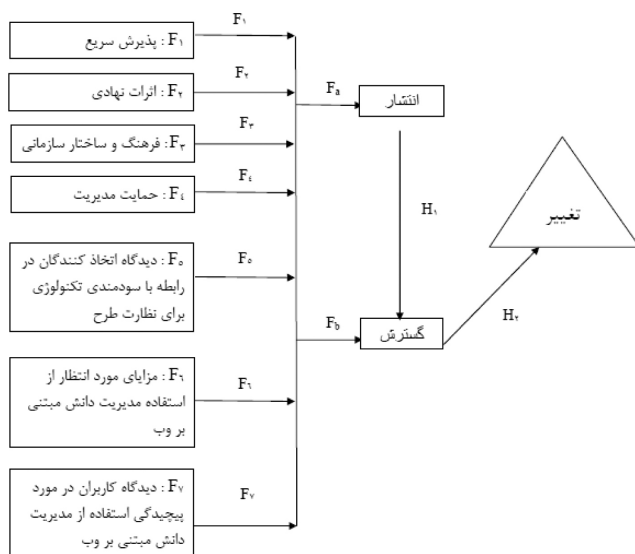 F۱ : پذیرش سریع
F۱
F۲ : اثرات نهادی
F۲
F۳: فرهنگ و ساختار سازمانی
F۳
F۴ : حمایت مدیریت
F۴
F۵ : دیدگاه اتخاذ کنندگان در
رابطه با سودمندی تکنولوژی
برای نظارت طرح
F۵
F۶ : مزایای مورد انتظار از
استفاده مدیریت دانش مبتنی
بر وب
F۶
F۷ : دیدگاه کاربران در مورد
پیچیدگی استفاده از مدیریت
دانش مبتنی بر وب
F۷
Fa
انتشار
H۱
Fb
گسترش
H۲
تغییر